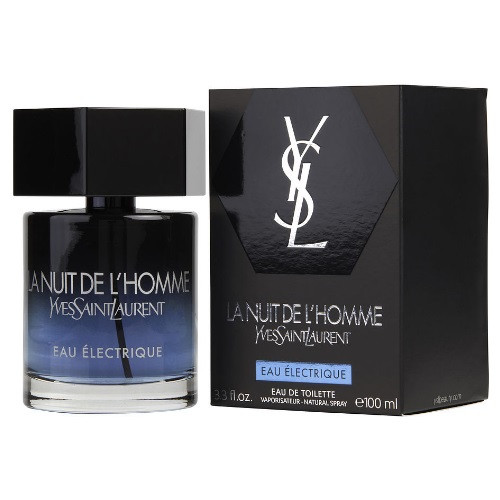 LA NUIT DE L'HOMME
YVESSAINTLAURENT
EAU ÉLECTRIQUE
YSL
LA NUIT DE L'HOMME
YVESSAINTLAURENT
EAU ÉLECTRIQUE
3.3 fl.oz. EAU DE TOILETTE ℮100 ml
VAPORISATEUR - NATURAL SPRAY